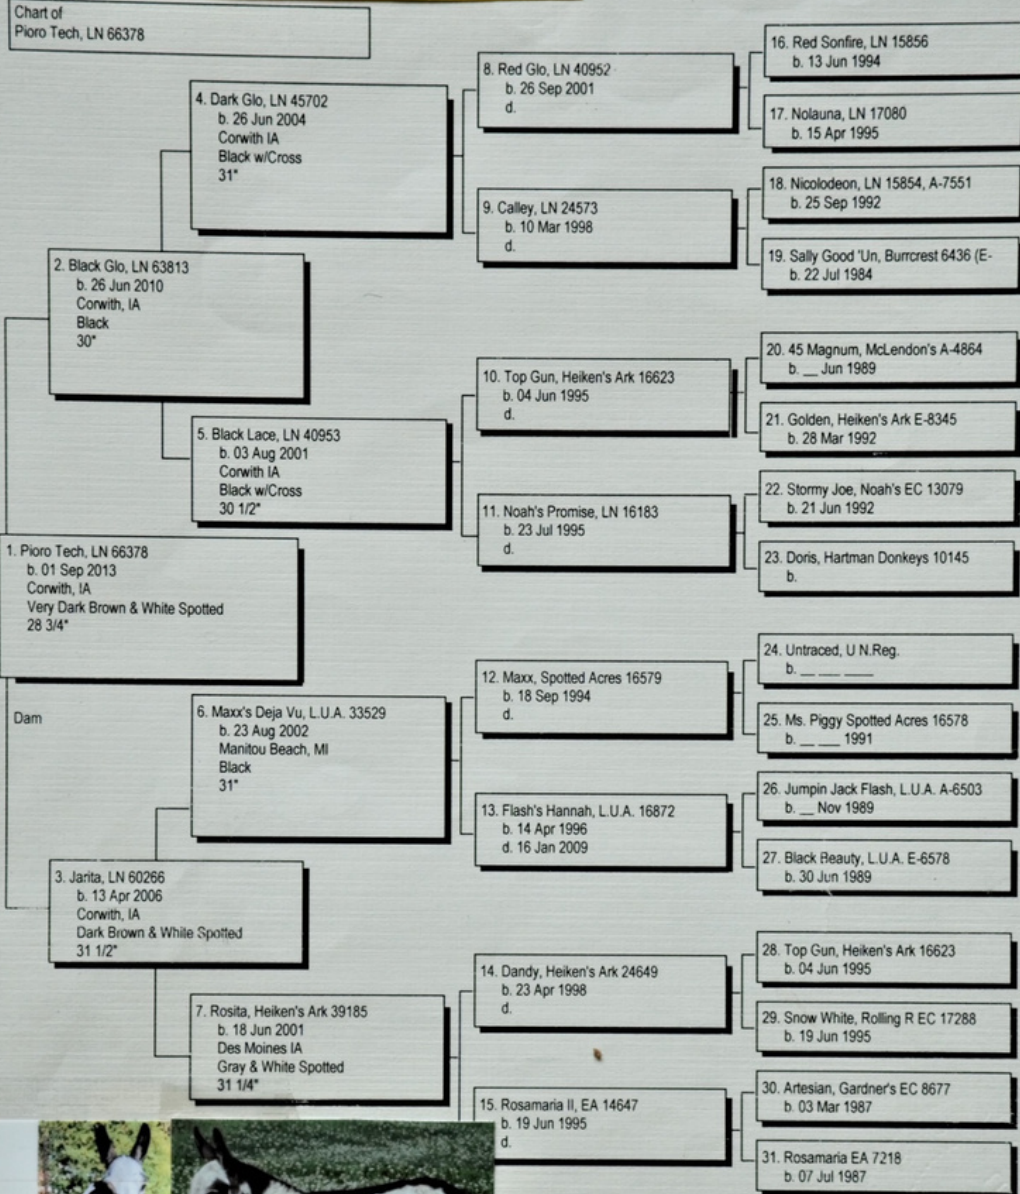 Chart of
Pioro Tech, LN 66378
1. Pioro Tech, LN 66378
b. 01 Sep 2013
Corwith, IA
Very Dark Brown & White Spotted
28 3/4"
Dam
2. Black Glo, LN 63813
b. 26 Jun 2010
Corwith, IA
Black
30"
3. Jarita, LN 60266
b. 13 Apr 2006
Corwith, IA
Dark Brown & White Spotted
31 1/2"
4. Dark Glo, LN 45702
b. 26 Jun 2004
Corwith IA
Black w/Cross
31"
5. Black Lace, LN 40953
b. 03 Aug 2001
Corwith IA
Black w/Cross
30 1/2"
6. Maxx's Deja Vu, L.U.A. 33529
b. 23 Aug 2002
Manitou Beach, MI
Black
31"
7. Rosita, Heiken's Ark 39185
b. 18 Jun 2001
Des Moines IA
Gray & White Spotted
31 1/4"
8. Red Glo, LN 40952
b. 26 Sep 2001
d.
9. Calley, LN 24573
b. 10 Mar 1998
d.
10. Top Gun, Heiken's Ark 16623
b. 04 Jun 1995
d.
11. Noah's Promise, LN 16183
b. 23 Jul 1995
d.
12. Maxx, Spotted Acres 16579
b. 18 Sep 1994
d.
13. Flash's Hannah, L.U.A. 16872
b. 14 Apr 1996
d. 16 Jan 2009
14. Dandy, Heiken's Ark 24649
b. 23 Apr 1998
d.
15. Rosamaria II, EA 14647
b. 19 Jun 1995
d.
16. Red Sonfire, LN 15856
b. 13 Jun 1994
17. Nolauna, LN 17080
b. 15 Apr 1995
18. Nicolodeon, LN 15854, A-7551
b. 25 Sep 1992
19. Sally Good 'Un, Burrcrest 6436 (E-
b. 22 Jul 1984
20. 45 Magnum, McLendon's A-4864
b. __ Jun 1989
21. Golden, Heiken's Ark E-8345
b. 28 Mar 1992
22. Stormy Joe, Noah's EC 13079
b. 21 Jun 1992
23. Doris, Hartman Donkeys 10145
b.
24. Untraced, U N.Reg.
b. __ ___ ____
25. Ms. Piggy Spotted Acres 16578
b. __ ___ 1991
26. Jumpin Jack Flash, L.U.A. A-6503
b. __ Nov 1989
27. Black Beauty, L.U.A. E-6578
b. 30 Jun 1989
28. Top Gun, Heiken's Ark 16623
b. 04 Jun 1995
29. Snow White, Rolling R EC 17288
b. 19 Jun 1995
30. Artesian, Gardner's EC 8677
b. 03 Mar 1987
31. Rosamaria EA 7218
b. 07 Jul 1987